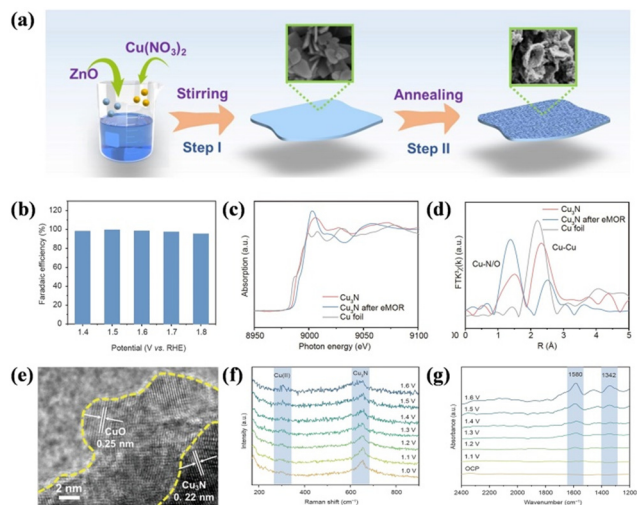 (a)
Cu(NO₃)₂
ZnO
Stirring
Annealing
Step I
Step II
(b)
Faradaic efficiency (%)
120
100
80
60
40
20
0
1.4 1.5 1.6 1.7 1.8
Potential (V vs. RHE)
(c)
Absorption (a.u.)
Cu₃N
Cu₃N after eMOR
Cu foil
8950 9000 9050 9100
Photon energy (eV)
(d)
Cu₃N
Cu₃N after eMOR
Cu foil
Cu-N/O
Cu-Cu
0 1 2 3 4 5
R (Å)
(e)
CuO
0.25 nm
Cu₃N
0. 22 nm
2 nm
(f)
Cu(II)
Cu₃N
1.6 V
1.5 V
1.4 V
1.3 V
1.2 V
1.1 V
1.0 V
Intensity (a.u.)
200 400 600 800
Raman shift (cm⁻¹)
(g)
1580 1342
1.6 V
1.5 V
1.4 V
1.3 V
1.2 V
1.1 V
OCP
Absorbance (a.u.)
2400 2200 2000 1800 1600 1400 1200
Wavenumber (cm⁻¹)